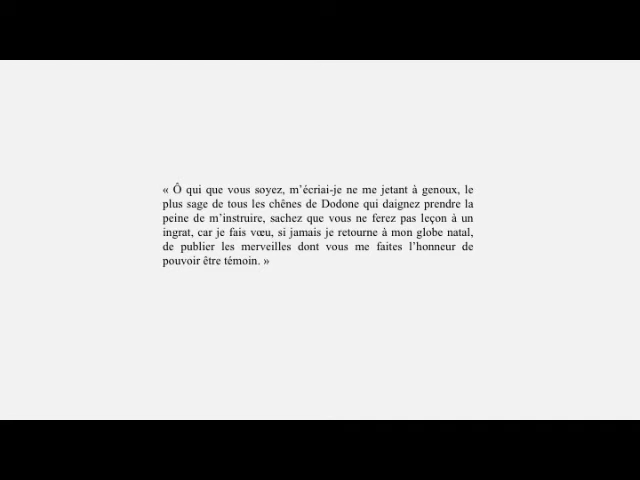 « Ô qui que vous soyez, m’écriai-je ne me jetant à genoux, le
plus sage de tous les chênes de Dodone qui daignez prendre la
peine de m’instruire, sachez que vous ne ferez pas leçon à un
ingrat, car je fais vœu, si jamais je retourne à mon globe natal,
de publier les merveilles dont vous me faites l’honneur de
pouvoir être témoin. »